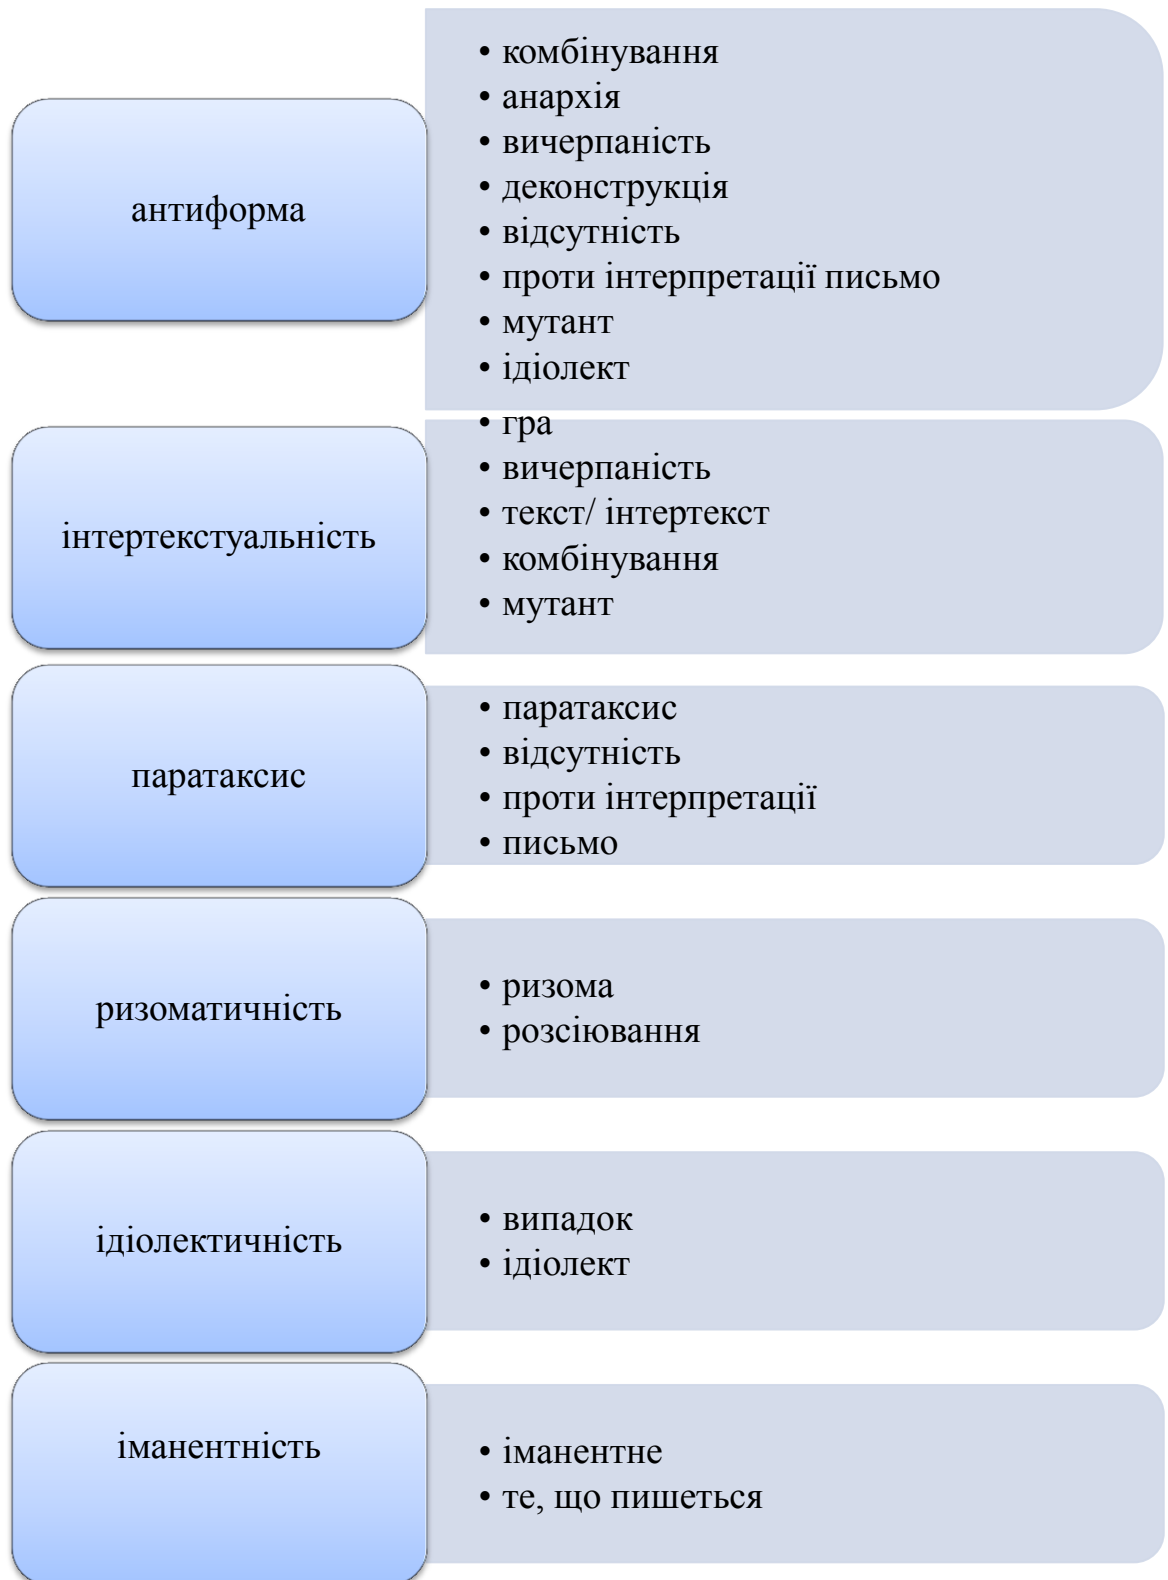 антиформа
• комбінування
• анархія
• вичерпаність
• деконструкція
• відсутність
• проти інтерпретації письмо
• мутант
• ідіолект
інтертекстуальність
• гра
• вичерпаність
• текст/ інтертекст
• комбінування
• мутант
паратаксис
• паратаксис
• відсутність
• проти інтерпретації
• письмо
ризоматичність
• ризома
• розсіювання
ідіолектичність
• випадок
• ідіолект
іманентність
• іманентне
• те, що пишеться